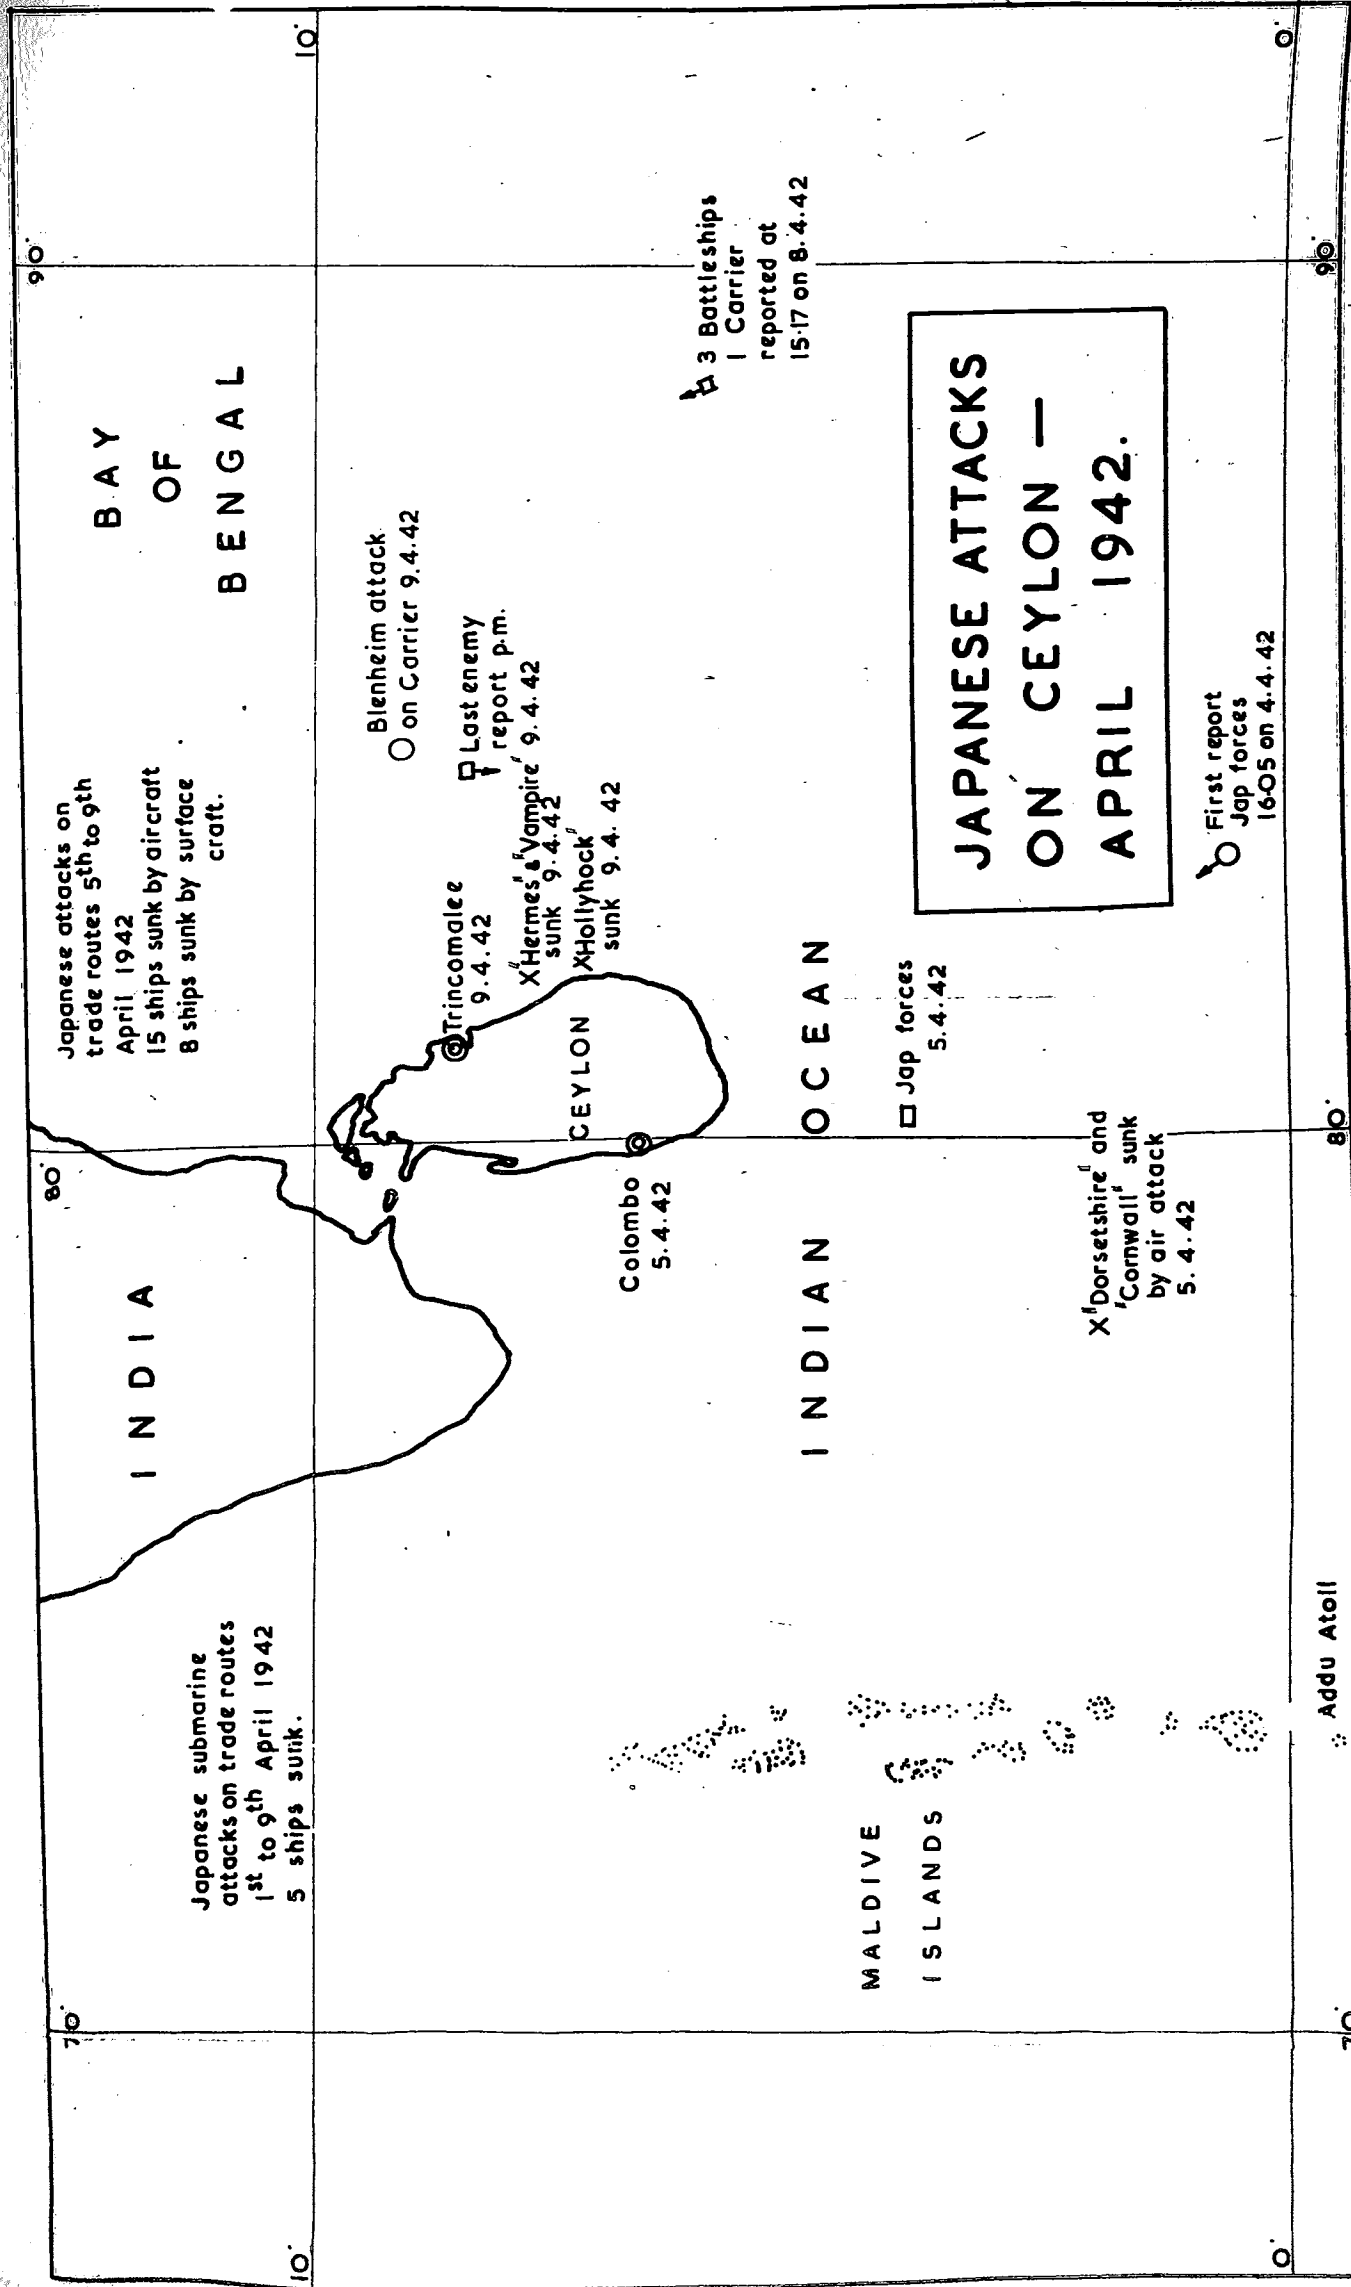 JAPANESE ATTACKS
ON CEYLON —
APRIL 1942.
70°
80°
90°
10°
10°
INDIA
BAY
OF
BENGAL
Japanese submarine
attacks on trade routes
1st to 9th April 1942
5 ships sunk.
Japanese attacks on
trade routes 5th to 9th
April 1942
15 ships sunk by aircraft
8 ships sunk by surface
craft.
Blenheim attack
on Carrier 9.4.42
Last enemy
report p.m.
9.4.42
Trincomalee
9.4.42
X "Hermes" & "Vampire"
sunk 9.4.42
X Hollyhock"
sunk 9.4.42
CEYLON
Colombo
5.4.42
3 Battleships
1 Carrier
reported at
15·17 on 8.4.42
INDIAN OCEAN
MALDIVE
ISLANDS
Jap forces
5.4.42
X "Dorsetshire" and
"Cornwall" sunk
by air attack
5.4.42
First report
Jap forces
16·05 on 4.4.42
0°
0°
Addu Atoll
70°
80°
90°